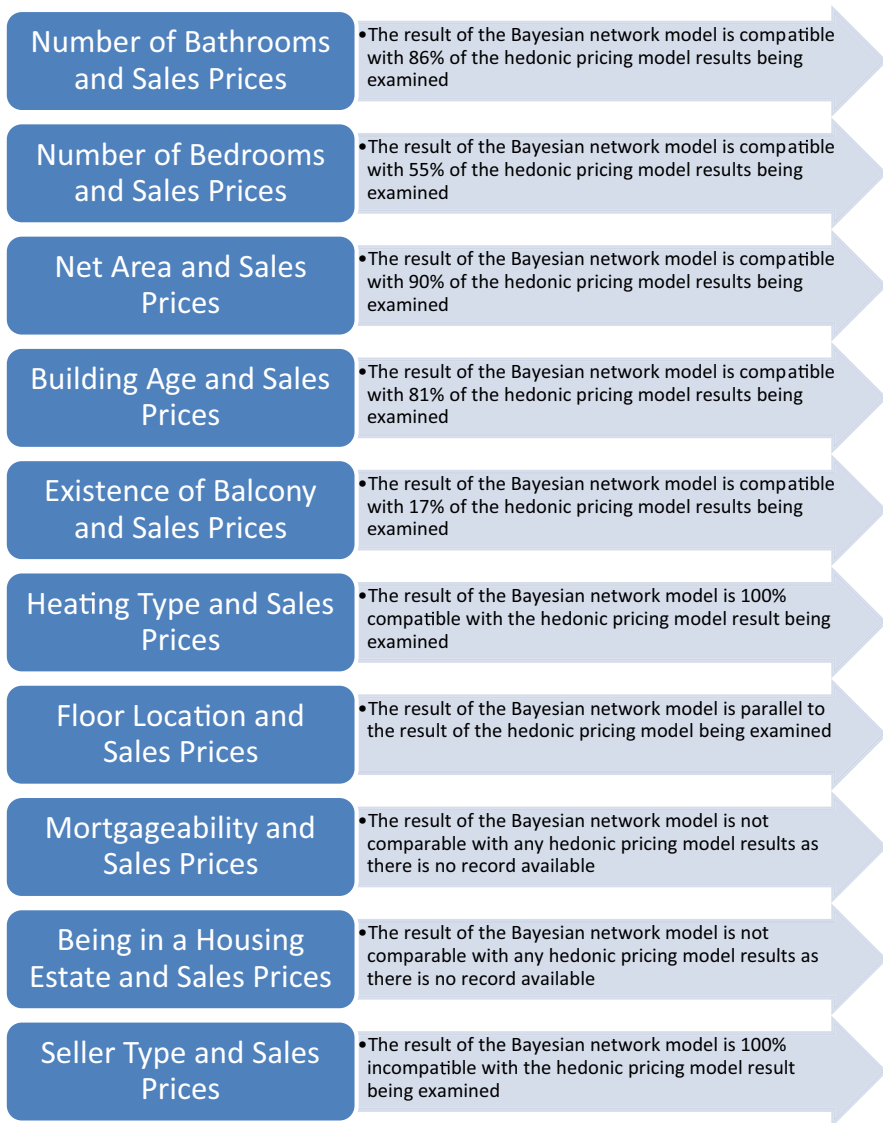 Number of Bathrooms
and Sales Prices
•The result of the Bayesian network model is compatible
with 86% of the hedonic pricing model results being
examined
Number of Bedrooms
and Sales Prices
•The result of the Bayesian network model is compatible
with 55% of the hedonic pricing model results being
examined
Net Area and Sales
Prices
•The result of the Bayesian network model is compatible
with 90% of the hedonic pricing model results being
examined
Building Age and Sales
Prices
•The result of the Bayesian network model is compatible
with 81% of the hedonic pricing model results being
examined
Existence of Balcony
and Sales Prices
•The result of the Bayesian network model is compatible
with 17% of the hedonic pricing model results being
examined
Heating Type and Sales
Prices
•The result of the Bayesian network model is 100%
compatible with the hedonic pricing model result being
examined
Floor Location and
Sales Prices
•The result of the Bayesian network model is parallel to
the result of the hedonic pricing model being examined
Mortgageability and
Sales Prices
•The result of the Bayesian network model is not
comparable with any hedonic pricing model results as
there is no record available
Being in a Housing
Estate and Sales Prices
•The result of the Bayesian network model is not
comparable with any hedonic pricing model results as
there is no record available
Seller Type and Sales
Prices
•The result of the Bayesian network model is 100%
incompatible with the hedonic pricing model result
being examined